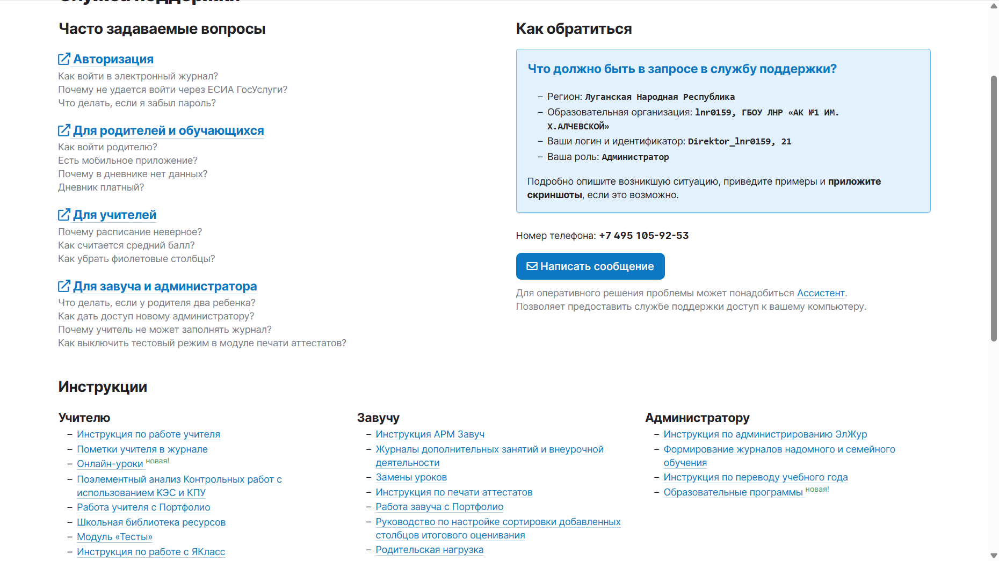 Служба поддержки
Часто задаваемые вопросы
Авторизация
Как войти в электронный журнал?
Почему не удается войти через ЕСИА ГосУслуги?
Что делать, если я забыл пароль?
Для родителей и обучающихся
Как войти родителю?
Есть мобильное приложение?
Почему в дневнике нет данных?
Дневник платный?
Для учителей
Почему расписание неверное?
Как считается средний балл?
Как убрать фиолетовые столбцы?
Для завуча и администратора
Что делать, если у родителя два ребенка?
Как дать доступ новому администратору?
Почему учитель не может заполнять журнал?
Как выключить тестовый режим в модуле печати аттестатов?
Как обратиться
Что должно быть в запросе в службу поддержки?
– Регион: Луганская Народная Республика
– Образовательная организация: lnr0159, ГБОУ ЛНР «АК №1 ИМ.
Х.АЛЧЕВСКОЙ»
– Ваши логин и идентификатор: Direktor_lnr0159, 21
– Ваша роль: Администратор
Подробно опишите возникшую ситуацию, приведите примеры и приложите
скриншоты, если это возможно.
Номер телефона: +7 495 105-92-53
Написать сообщение
Для оперативного решения проблемы может понадобиться Ассистент.
Позволяет предоставить службе поддержки доступ к вашему компьютеру.
Инструкции
Учителю
– Инструкция по работе учителя
– Пометки учителя в журнале
– Онлайн-уроки новая!
– Поэлементный анализ Контрольных работ с
использованием КЭС и КПУ
– Работа учителя с Портфолио
– Школьная библиотека ресурсов
– Модуль «Тесты»
– Инструкция по работе с ЯКласс
Завучу
– Инструкция АРМ Завуч
– Журналы дополнительных занятий и внеурочной
деятельности
– Замены уроков
– Инструкция по печати аттестатов
– Работа завуча с Портфолио
– Руководство по настройке сортировки добавленных
столбцов итогового оценивания
– Родительская нагрузка
Администратору
– Инструкция по администрированию ЭлЖур
– Формирование журналов надомного и семейного
обучения
– Инструкция по переводу учебного года
– Образовательные программы новая!